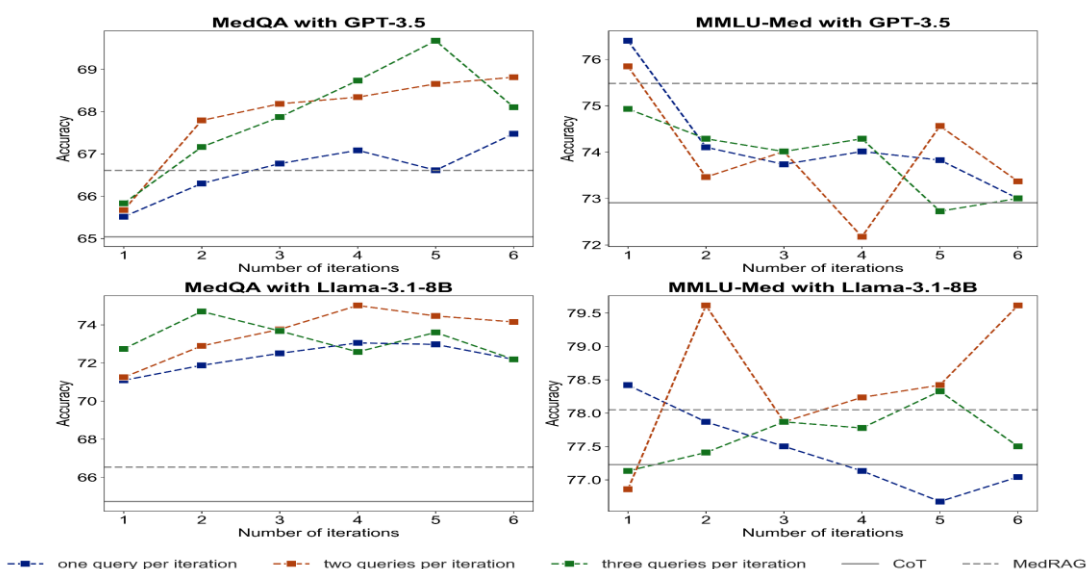 MedQA with GPT-3.5
Accuracy
69
68
67
66
65
1 2 3 4 5 6
Number of iterations
MMLU-Med with GPT-3.5
Accuracy
76
75
74
73
72
1 2 3 4 5 6
Number of iterations
MedQA with Llama-3.1-8B
Accuracy
74
72
70
68
66
1 2 3 4 5 6
Number of iterations
MMLU-Med with Llama-3.1-8B
Accuracy
79.5
79.0
78.5
78.0
77.5
77.0
1 2 3 4 5 6
Number of iterations
one query per iteration two queries per iteration three queries per iteration CoT MedRAG